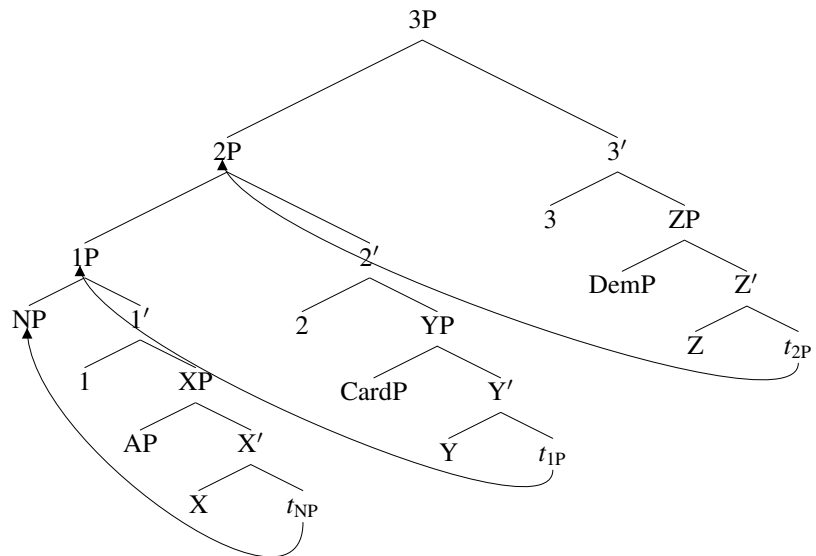 3P
2P 3′
1P 2′ 3 ZP
NP 1′ 2 YP DemP Z′
1 XP CardP Y′ Z t2P
AP X′ Y t1P
X tNP